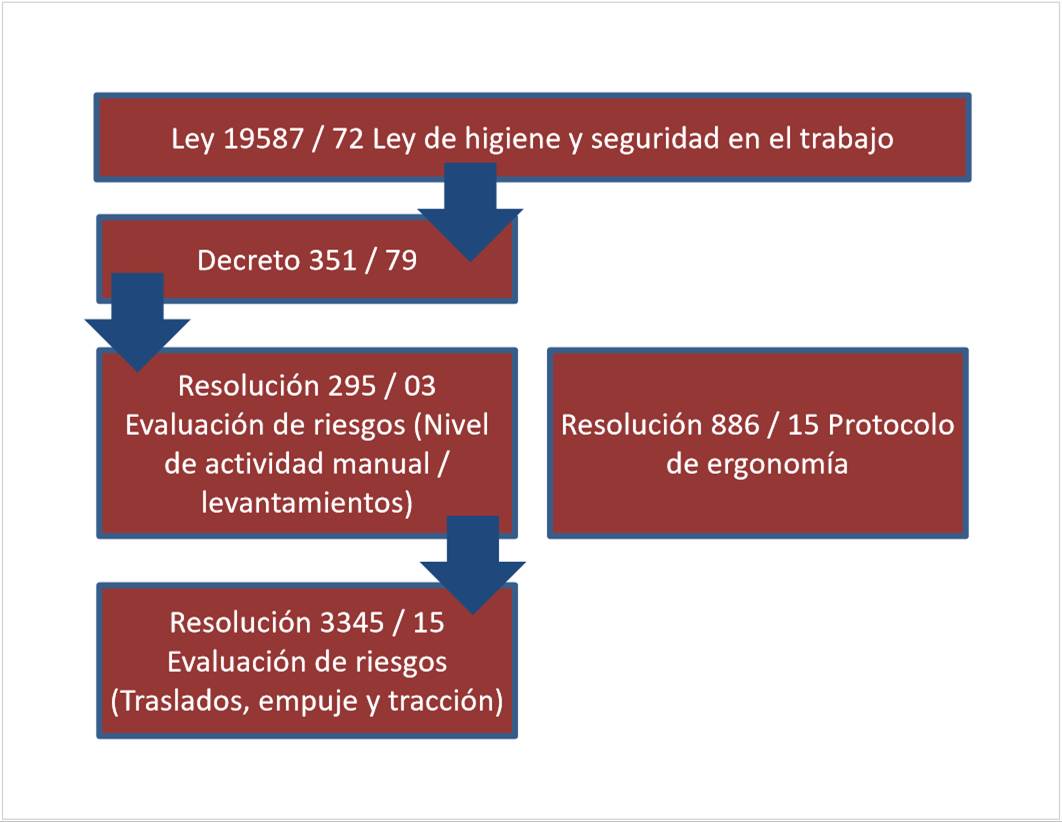 Ley 19587 / 72 Ley de higiene y seguridad en el trabajo
Decreto 351 / 79
Resolución 295 / 03
Evaluación de riesgos (Nivel
de actividad manual /
levantamientos)
Resolución 886 / 15 Protocolo
de ergonomía
Resolución 3345 / 15
Evaluación de riesgos
(Traslados, empuje y tracción)